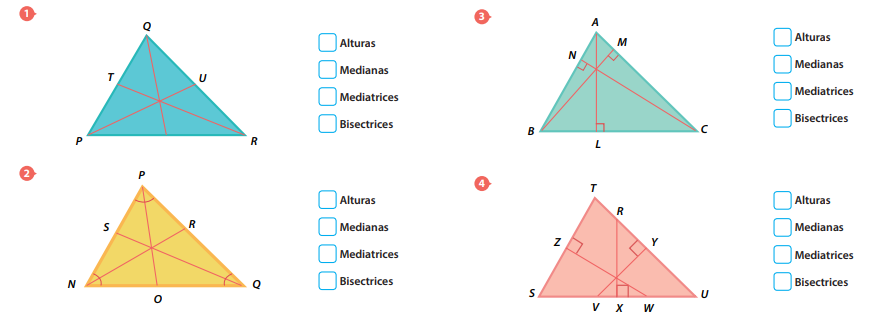 1
Q
T
U
P
R
Alturas
Medianas
Mediatrices
Bisectrices
2
P
S
R
N
O
Q
Alturas
Medianas
Mediatrices
Bisectrices
3
A
N
M
B
L
C
Alturas
Medianas
Mediatrices
Bisectrices
4
T
R
Z
Y
S
V
X
W
U
Alturas
Medianas
Mediatrices
Bisectrices